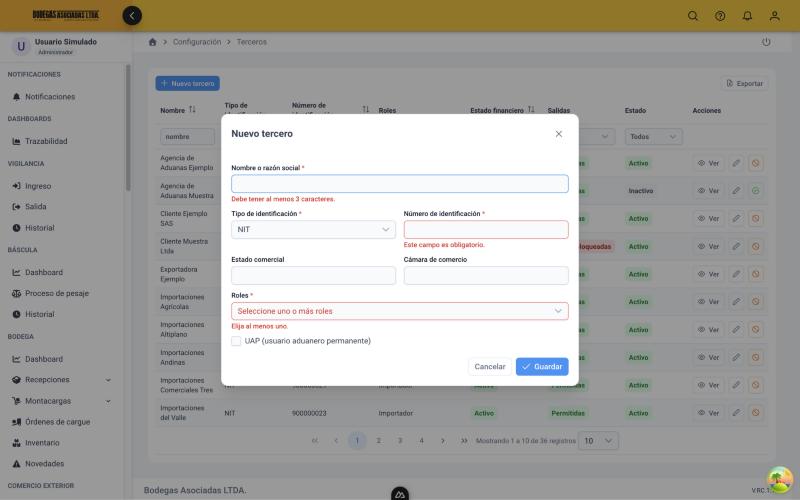 BODEGAS ASOCIADAS LTDA.
U
Usuario Simulado
Administrador
Configuración
Terceros
NOTIFICACIONES
Notificaciones
DASHBOARDS
Trazabilidad
VIGILANCIA
Ingreso
Salida
Historial
BÁSCULA
Dashboard
Proceso de pesaje
Historial
BODEGA
Dashboard
Recepciones
Montacargas
Órdenes de cargue
Inventario
Novedades
COMERCIO EXTERIOR
Nuevo tercero
Exportar
Nombre Tipo de Número de Roles Estado financiero Salidas Estado Acciones
nombre Todos
Agencia de Aduanas Ejemplo Activo Ver
Agencia de Aduanas Muestra Inactivo Ver
Cliente Ejemplo SAS Activo Ver
Cliente Muestra Ltda Activo Ver
Exportadora Ejemplo Activo Ver
Importaciones Agrícolas Activo Ver
Importaciones Altiplano Activo Ver
Importaciones Andinas Activo Ver
Importaciones Comerciales Tres Activo Ver
Importaciones del Valle NIT 900000023 Importador Activo Permitidas Activo Ver
Nuevo tercero
Nombre o razón social *
Debe tener al menos 3 caracteres.
Tipo de identificación *
Número de identificación *
NIT
Este campo es obligatorio.
Estado comercial
Cámara de comercio
Roles *
Seleccione uno o más roles
Elija al menos uno.
UAP (usuario aduanero permanente)
Cancelar
Guardar
1 2 3 4
Mostrando 1 a 10 de 36 registros
10
Bodegas Asociadas LTDA.